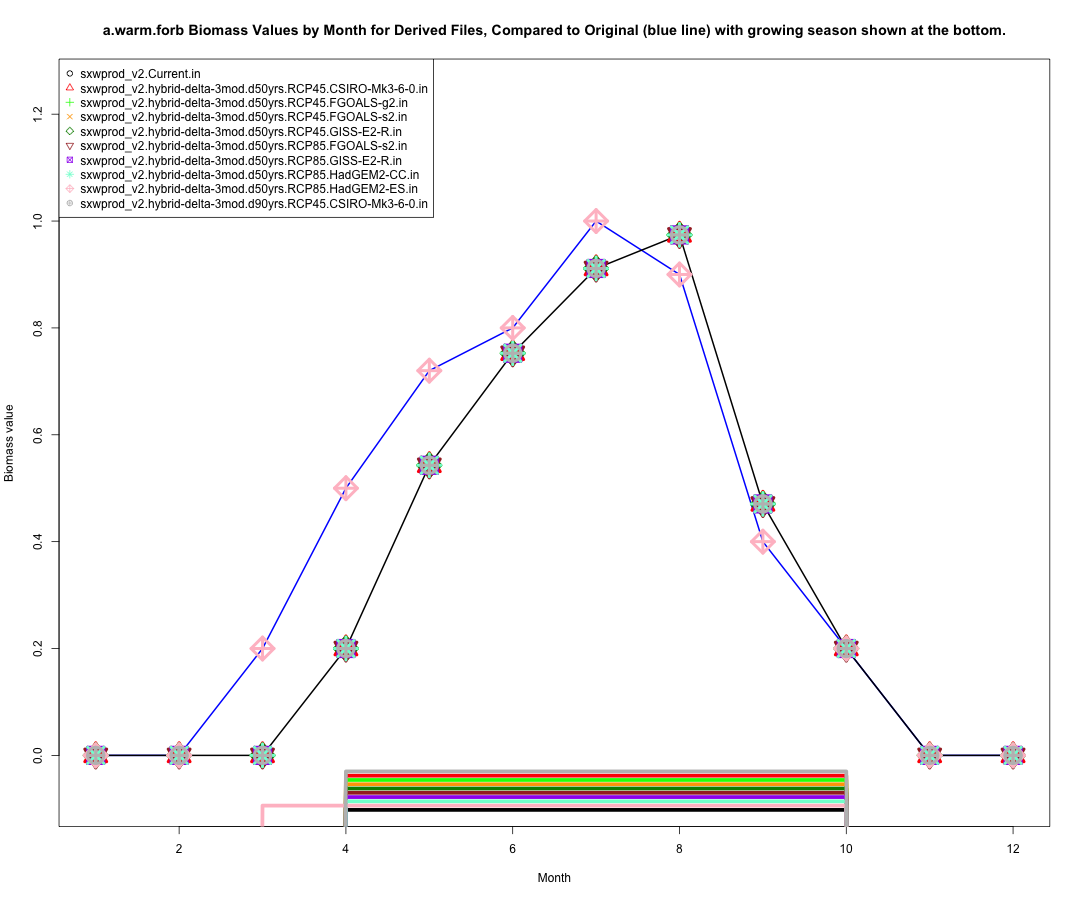 a.warm.forb Biomass Values by Month for Derived Files, Compared to Original (blue line) with growing season shown at the bottom.
sxwprod_v2.Current.in
sxwprod_v2.hybrid-delta-3mod.d50yrs.RCP45.CSIRO-Mk3-6-0.in
sxwprod_v2.hybrid-delta-3mod.d50yrs.RCP45.FGOALS-g2.in
sxwprod_v2.hybrid-delta-3mod.d50yrs.RCP45.FGOALS-s2.in
sxwprod_v2.hybrid-delta-3mod.d50yrs.RCP45.GISS-E2-R.in
sxwprod_v2.hybrid-delta-3mod.d50yrs.RCP85.FGOALS-s2.in
sxwprod_v2.hybrid-delta-3mod.d50yrs.RCP85.GISS-E2-R.in
sxwprod_v2.hybrid-delta-3mod.d50yrs.RCP85.HadGEM2-CC.in
sxwprod_v2.hybrid-delta-3mod.d50yrs.RCP85.HadGEM2-ES.in
sxwprod_v2.hybrid-delta-3mod.d90yrs.RCP45.CSIRO-Mk3-6-0.in
1.2
1.0
0.8
0.6
0.4
0.2
0.0
Biomass value
2 4 6 8 10 12
Month